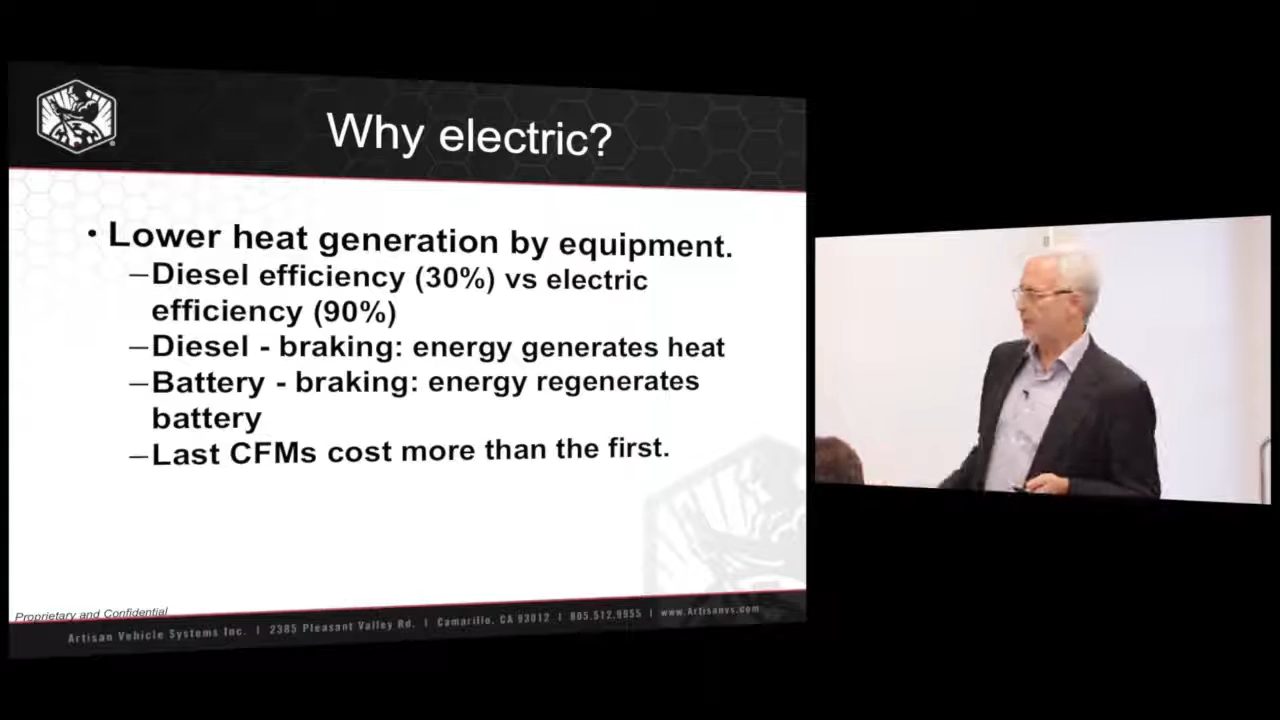 Why electric?
• Lower heat generation by equipment.
–Diesel efficiency (30%) vs electric
efficiency (90%)
–Diesel - braking: energy generates heat
–Battery - braking: energy regenerates
battery
–Last CFMs cost more than the first.
Proprietary and Confidential
Artisan Vehicle Systems Inc. | 2385 Pleasant Valley Rd. | Camarillo, CA 93012 | 805.512.9955 | www.Artisanvs.com